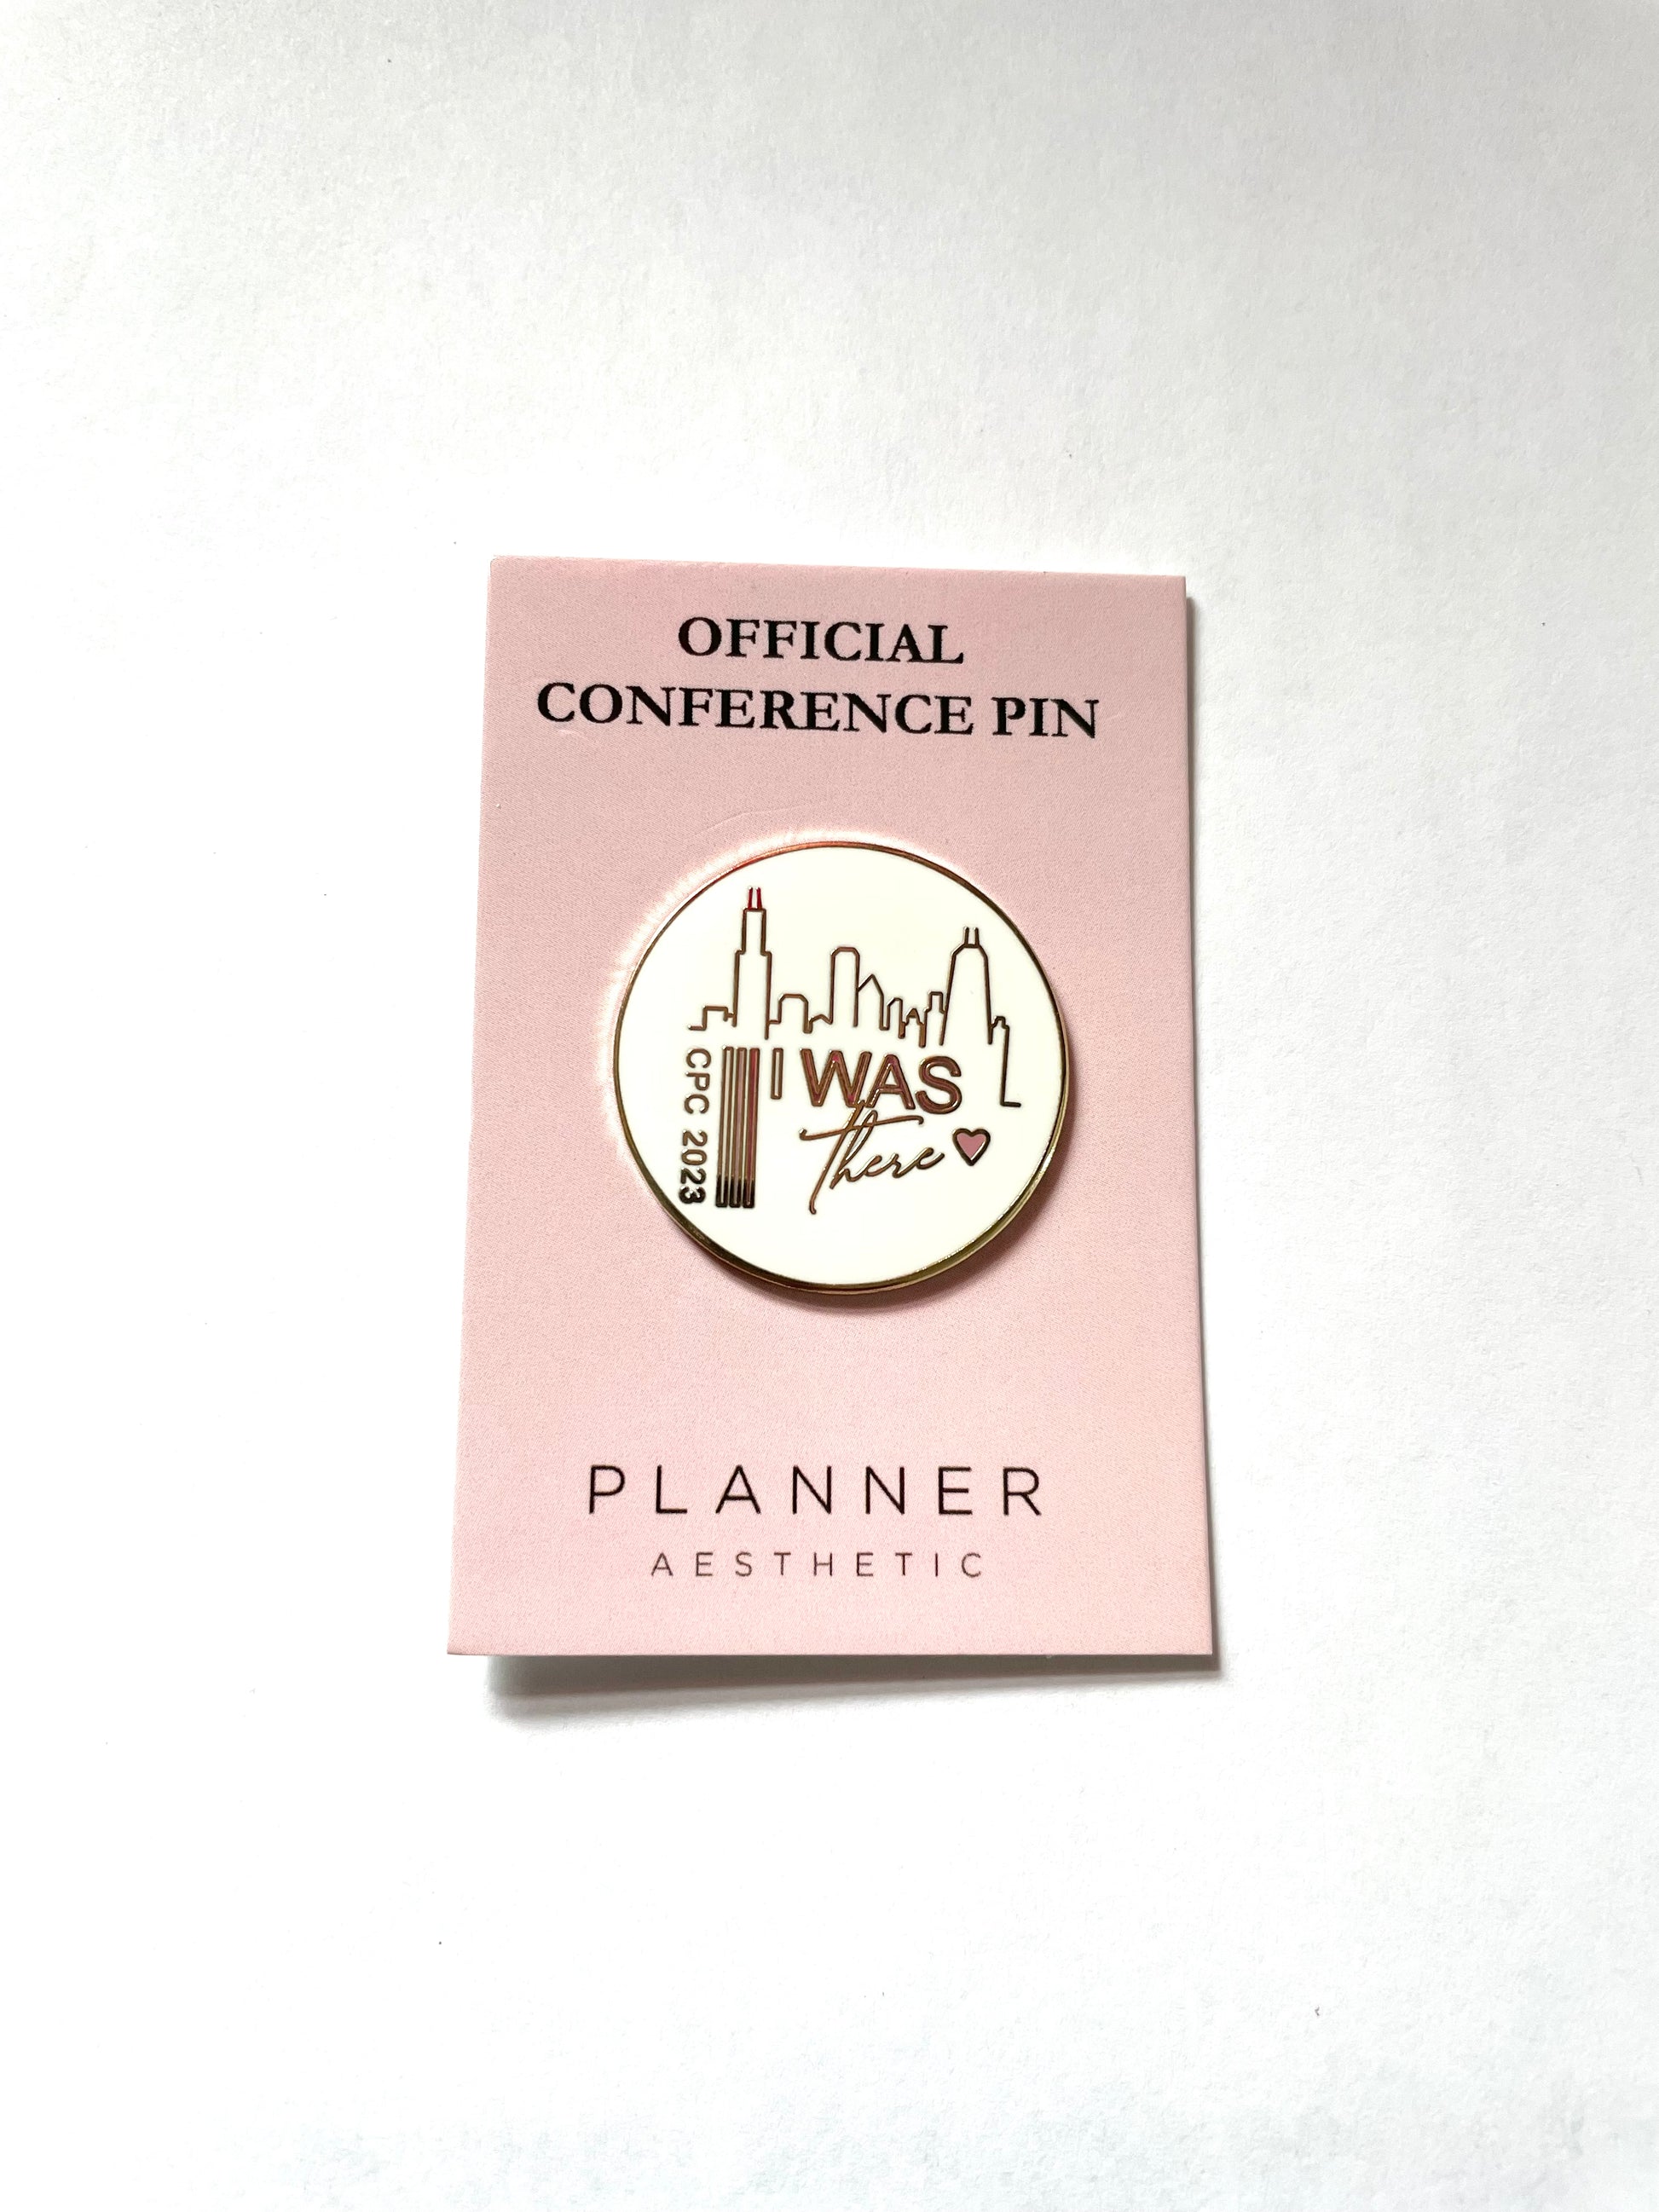 OFFICIAL
CONFERENCE PIN
CPC 2023
I WAS
There
PLANNER
AESTHETIC